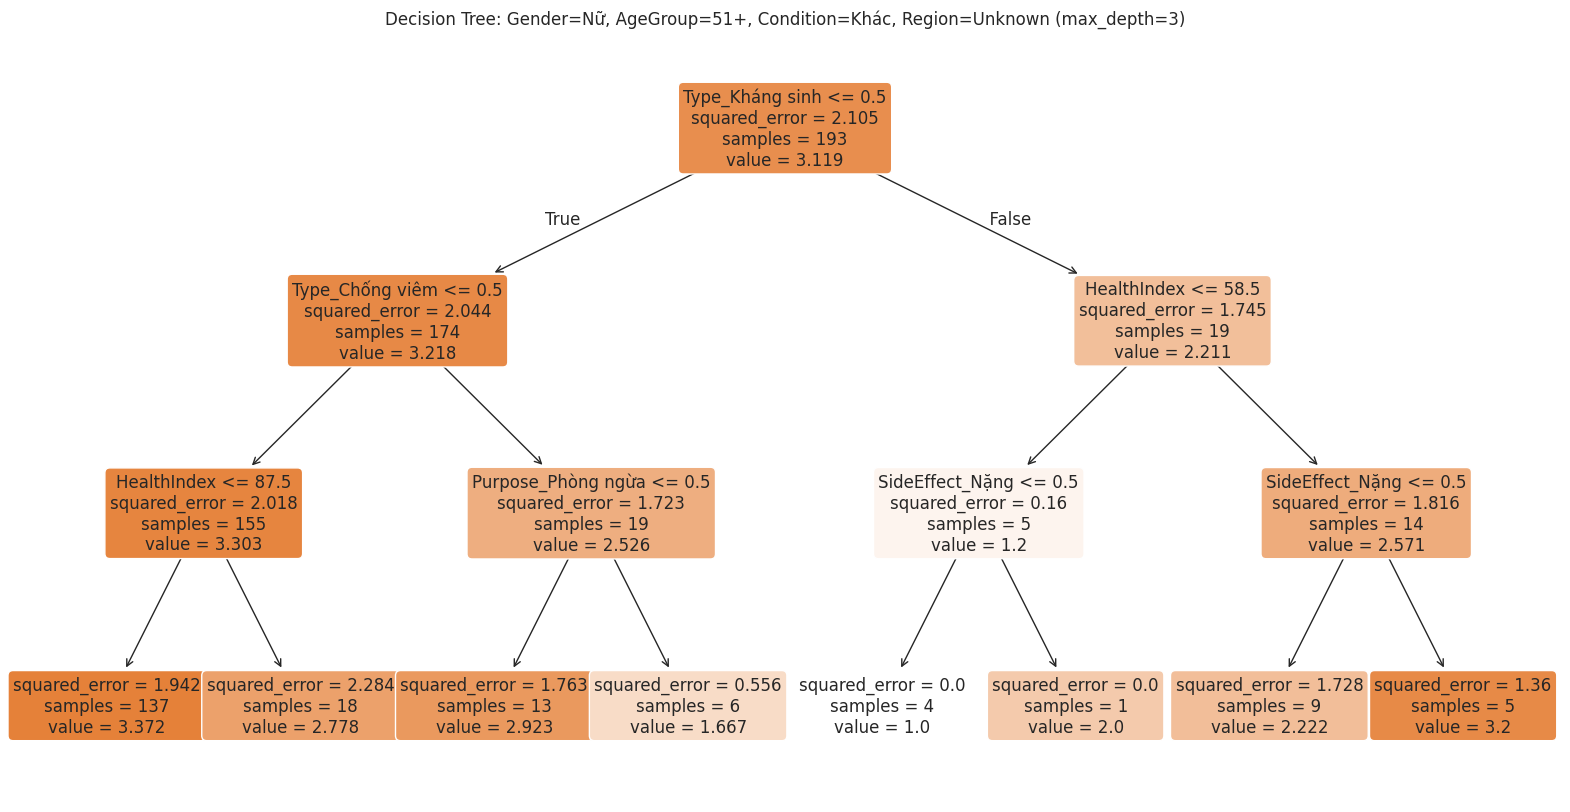 Decision Tree: Gender=Nữ, AgeGroup=51+, Condition=Khác, Region=Unknown (max_depth=3)
Type_Kháng sinh <= 0.5
squared_error = 2.105
samples = 193
value = 3.119
True
False
Type_Chống viêm <= 0.5
squared_error = 2.044
samples = 174
value = 3.218
HealthIndex <= 58.5
squared_error = 1.745
samples = 19
value = 2.211
HealthIndex <= 87.5
squared_error = 2.018
samples = 155
value = 3.303
Purpose_Phòng ngừa <= 0.5
squared_error = 1.723
samples = 19
value = 2.526
SideEffect_Nặng <= 0.5
squared_error = 0.16
samples = 5
value = 1.2
SideEffect_Nặng <= 0.5
squared_error = 1.816
samples = 14
value = 2.571
squared_error = 1.942
samples = 137
value = 3.372
squared_error = 2.284
samples = 18
value = 2.778
squared_error = 1.763
samples = 13
value = 2.923
squared_error = 0.556
samples = 6
value = 1.667
squared_error = 0.0
samples = 4
value = 1.0
squared_error = 0.0
samples = 1
value = 2.0
squared_error = 1.728
samples = 9
value = 2.222
squared_error = 1.36
samples = 5
value = 3.2